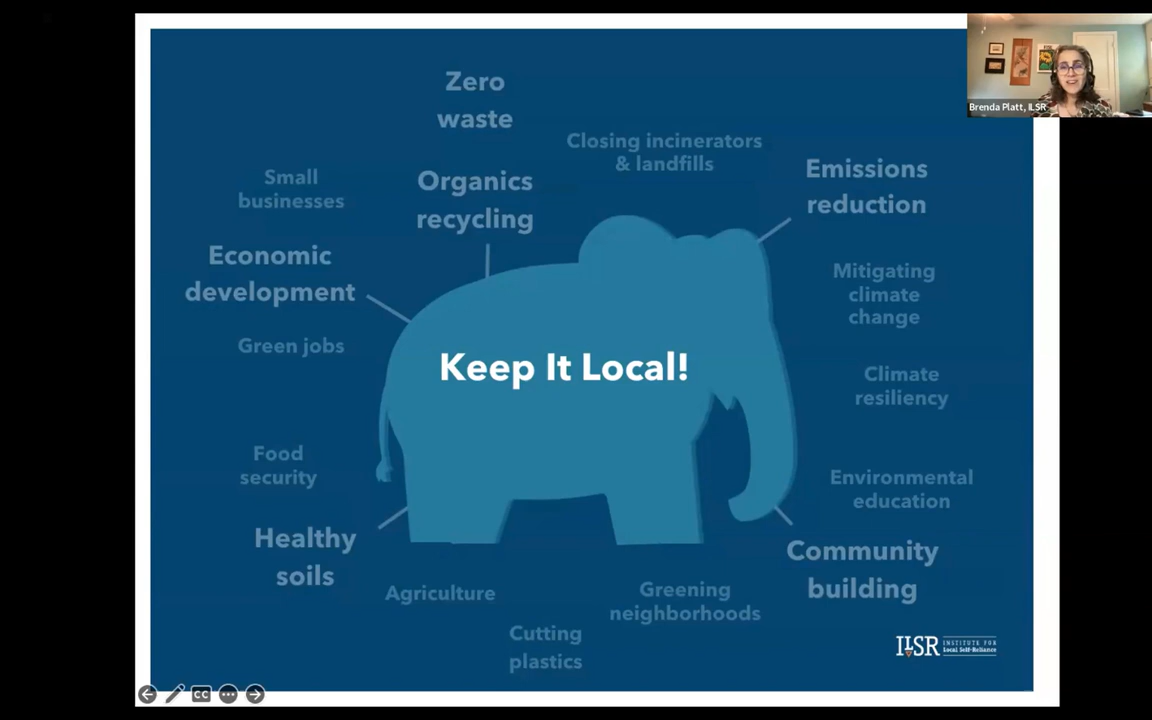 Zero
waste
Closing incinerators
& landfills
Emissions
reduction
Small
businesses
Organics
recycling
Economic
development
Mitigating
climate
change
Green jobs
Keep It Local!
Climate
resiliency
Food
security
Environmental
education
Healthy
soils
Community
building
Agriculture
Greening
neighborhoods
Cutting
plastics
ILSR
INSTITUTE FOR
Local Self-Reliance
Brenda Platt, ILSR
CC